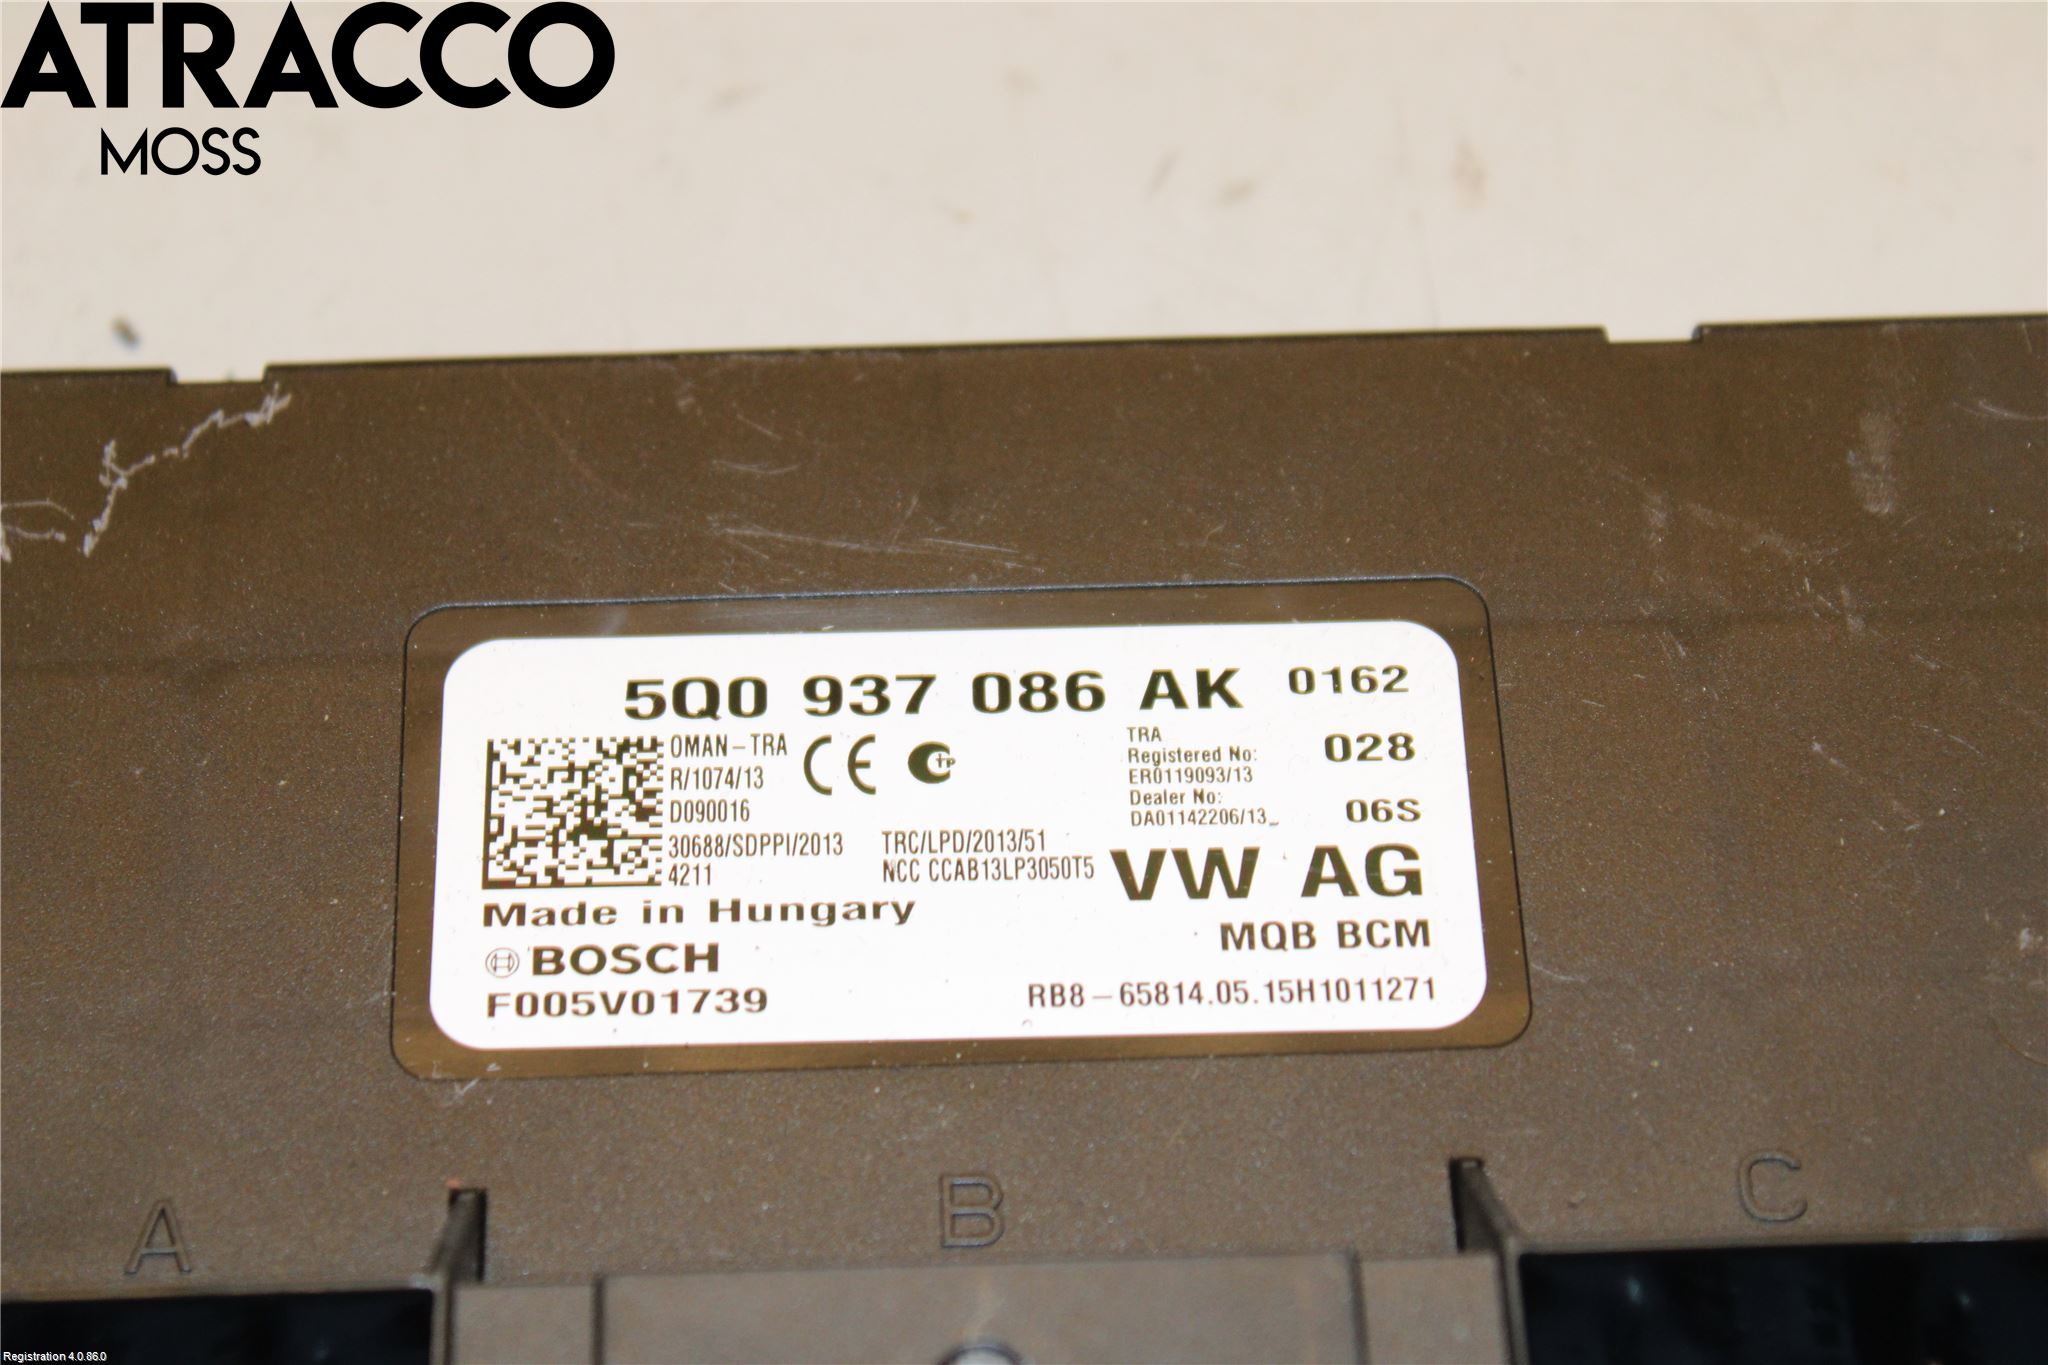 ATRACCO
MOSS
5Q0 937 086 AK 0162
OMAN-TRA
R/1074/13
D090016
30688/SDPPI/2013
4211
CE
TRC/LPD/2013/51
NCC CCAB13LP3050T5
TRA
Registered No:
ER0119093/13
Dealer No:
DA01142206/13_
028
06S
VW AG
MQB BCM
Made in Hungary
BOSCH
F005V01739
RB8-65814.05.15H1011271
A
B
C
Registration 4.0.86.0